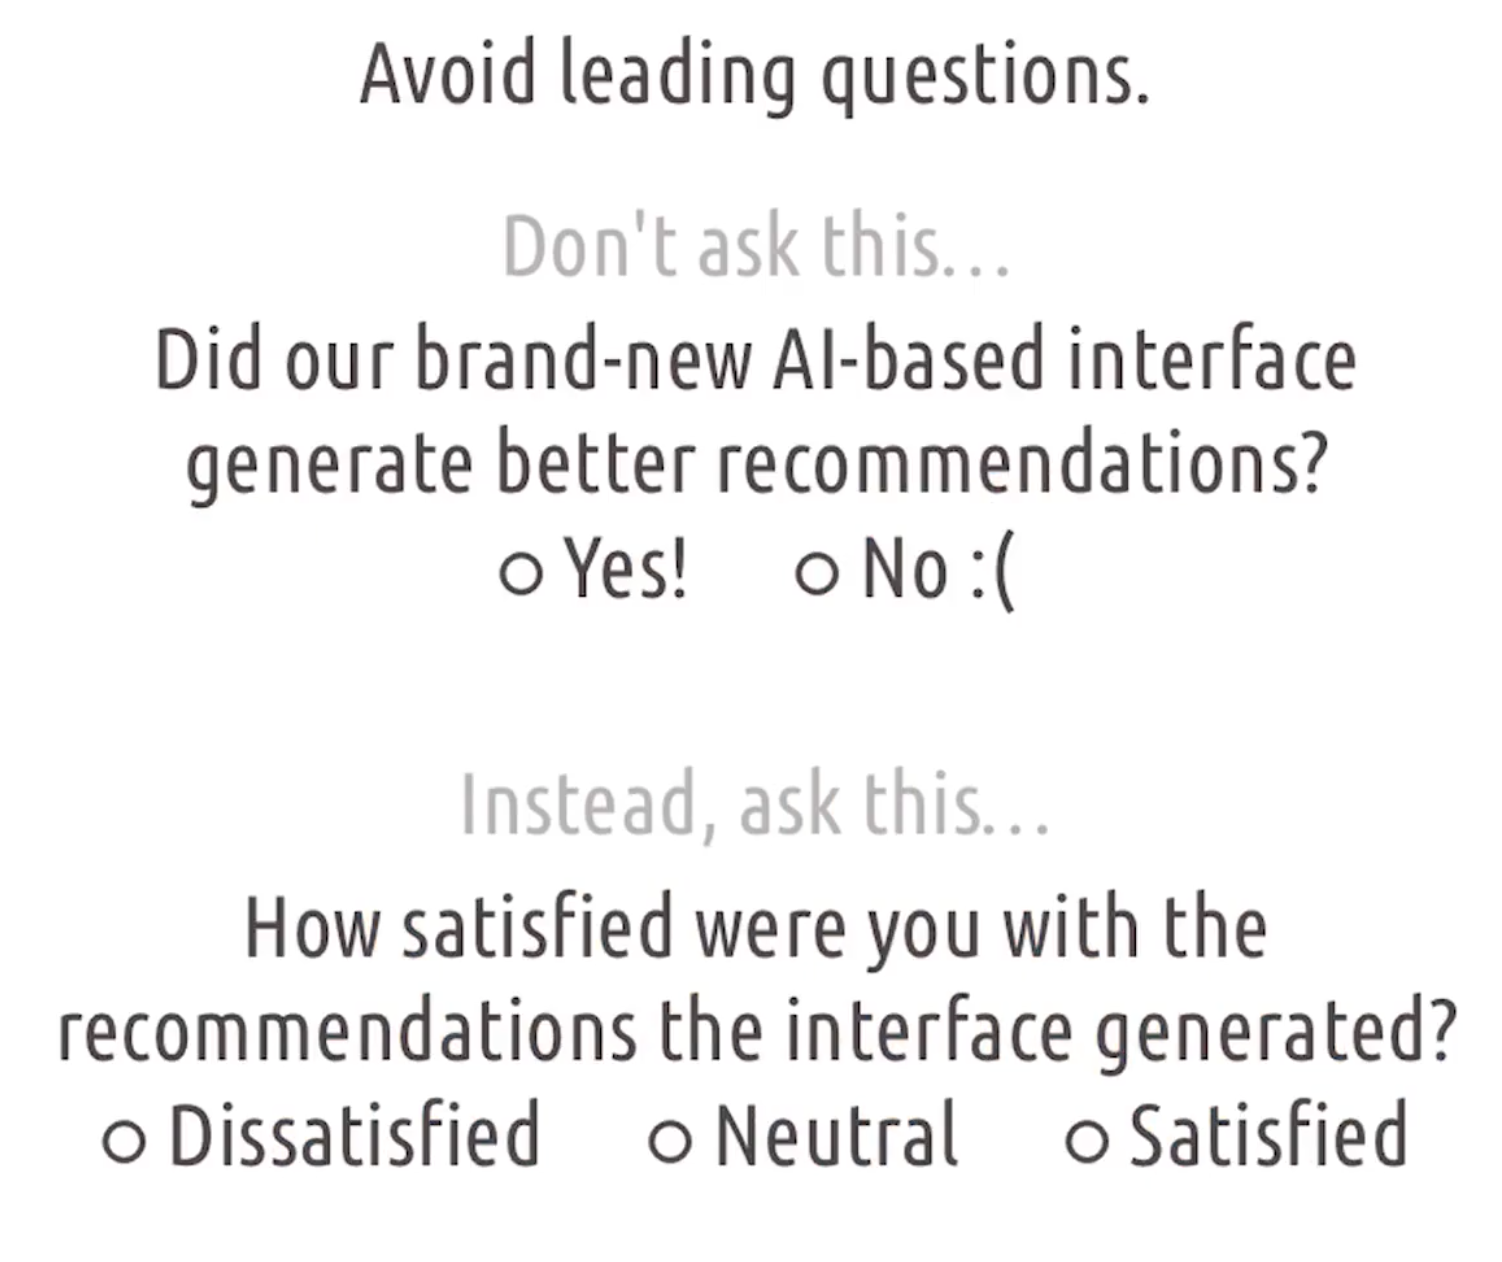 Avoid leading questions.
Don't ask this...
Did our brand-new AI-based interface
generate better recommendations?
○ Yes! ○ No :(
Instead, ask this...
How satisfied were you with the
recommendations the interface generated?
○ Dissatisfied ○ Neutral ○ Satisfied